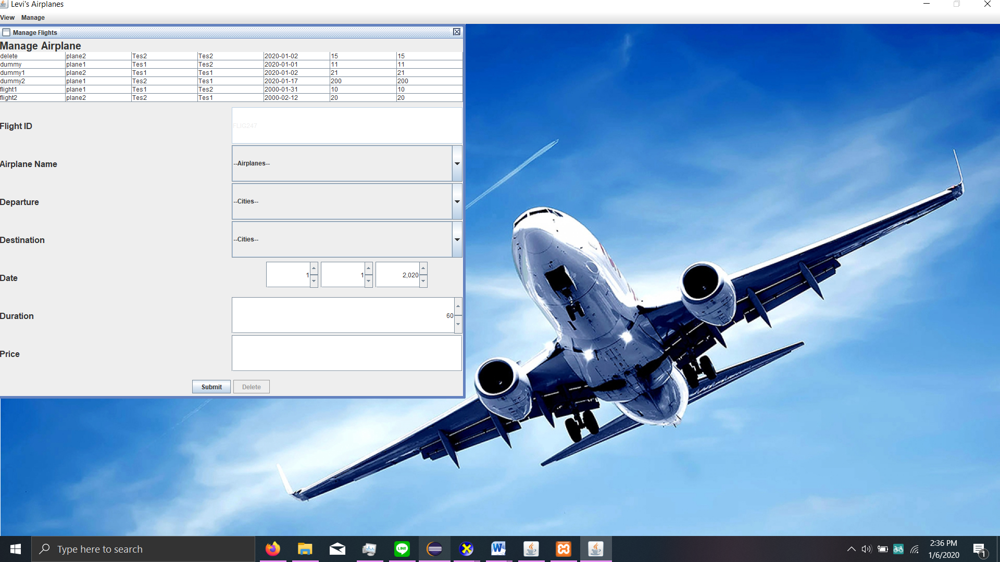 Levi's Airplanes
View Manage
Manage Flights
Manage Airplane
delete plane2 Tes2 Tes2 2020-01-02 15 15
dummy plane1 Tes1 Tes2 2020-01-01 11 11
dummy1 plane2 Tes1 Tes1 2020-01-02 21 21
dummy2 plane1 Tes2 Tes1 2020-01-17 200 200
flight1 plane1 Tes1 Tes2 2000-01-31 10 10
flight2 plane2 Tes2 Tes1 2000-02-12 20 20
Flight ID FLIG247
Airplane Name --Airplanes--
Departure --Cities--
Destination --Cities--
Date 1 1 2,020
Duration 60
Price
Submit Delete
Type here to search
LINE
W
2:36 PM
1/6/2020
1